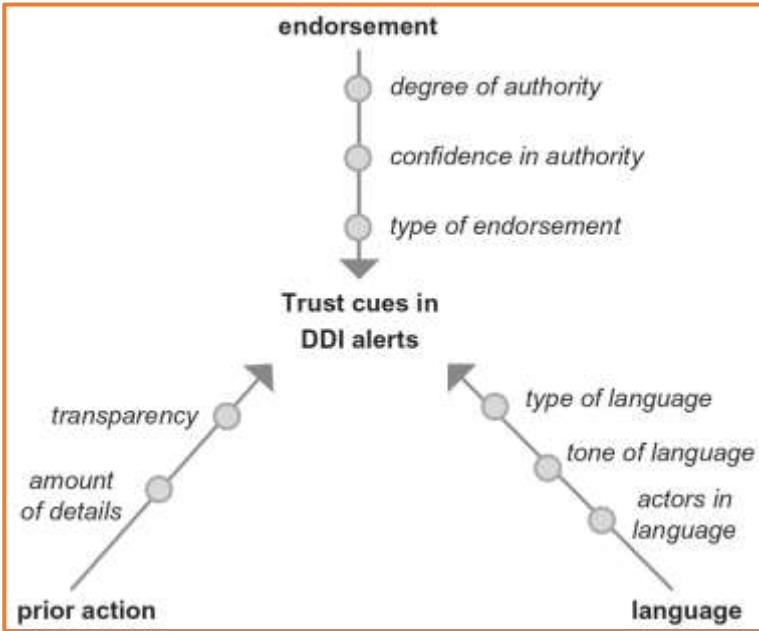 endorsement
degree of authority
confidence in authority
type of endorsement
Trust cues in
DDI alerts
transparency
amount
of details
prior action
type of language
tone of language
actors in
language
language